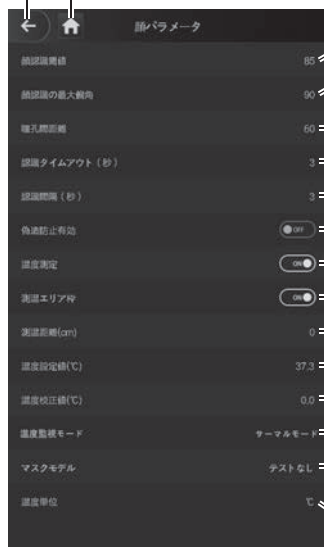 顔パラメータ
顔認識閾値 85
顔認識の最大傾角 90
瞳孔間距離 60
認識タイムアウト(秒) 3
認識間隔(秒) 3
偽造防止有効 OFF
温度測定 ON
測温エリア枠 ON
測温距離(cm) 0
温度設定値(℃) 37.3
温度校正値(℃) 0.0
温度監視モード サーマルモード
マスクモデル テストなし
温度単位 ℃